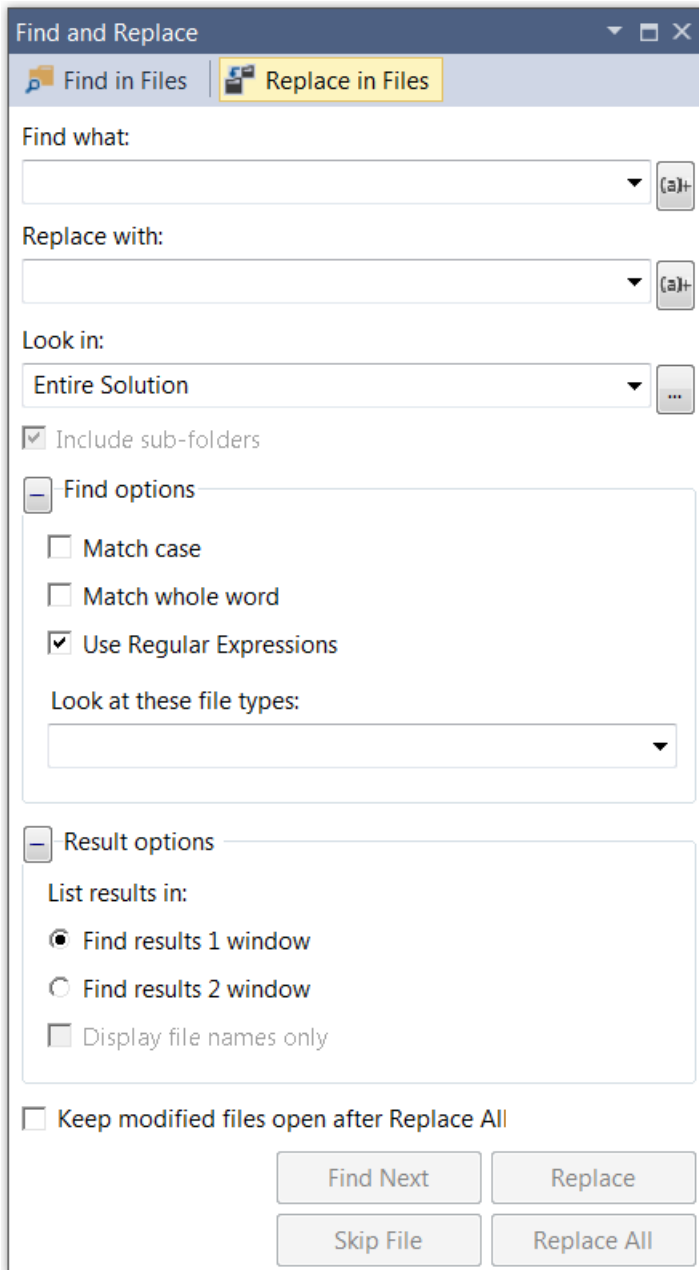 Find and Replace
Find in Files
Replace in Files
Find what:
(a)+
Replace with:
(a)+
Look in:
Entire Solution
...
Include sub-folders
Find options
Match case
Match whole word
Use Regular Expressions
Look at these file types:
Result options
List results in:
Find results 1 window
Find results 2 window
Display file names only
Keep modified files open after Replace All
Find Next Replace
Skip File Replace All